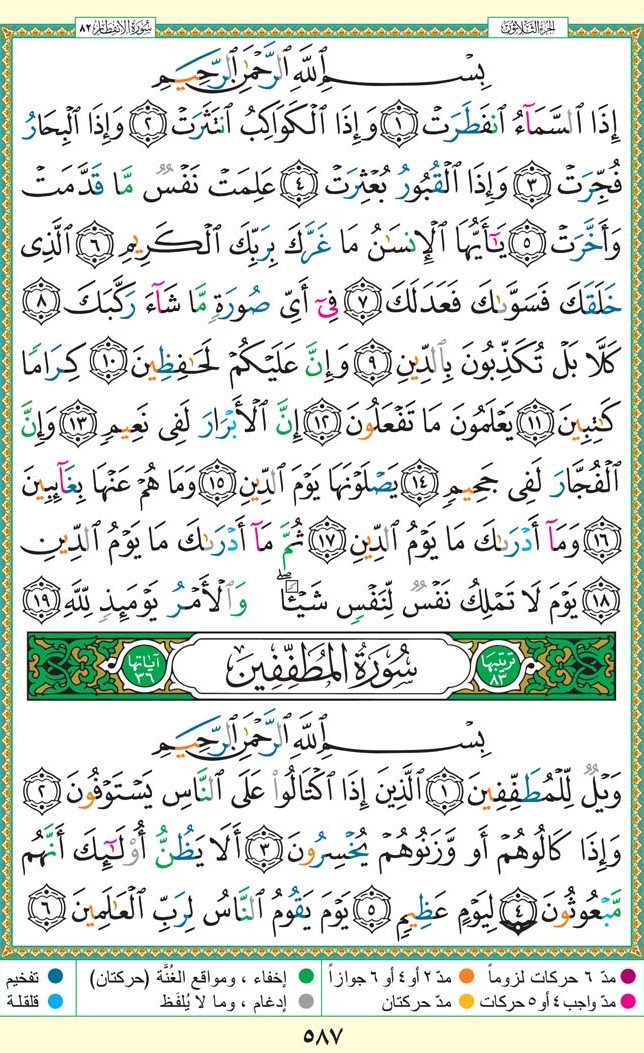 الجزء الثلاثون
سورة الانفطار ٨٢
بِسْمِ ٱللَّهِ ٱلرَّحْمَٰنِ ٱلرَّحِيمِ
إِذَا ٱلسَّمَآءُ ٱنفَطَرَتْ ١ وَإِذَا ٱلْكَوَاكِبُ ٱنتَثَرَتْ ٢ وَإِذَا ٱلْبِحَارُ
فُجِّرَتْ ٣ وَإِذَا ٱلْقُبُورُ بُعْثِرَتْ ٤ عَلِمَتْ نَفْسٌ مَّا قَدَّمَتْ
وَأَخَّرَتْ ٥ يَٰٓأَيُّهَا ٱلْإِنسَٰنُ مَا غَرَّكَ بِرَبِّكَ ٱلْكَرِيمِ ٦ ٱلَّذِى
خَلَقَكَ فَسَوَّىٰكَ فَعَدَلَكَ ٧ فِىٓ أَىِّ صُورَةٍ مَّا شَآءَ رَكَّبَكَ ٨
كَلَّا بَلْ تُكَذِّبُونَ بِٱلدِّينِ ٩ وَإِنَّ عَلَيْكُمْ لَحَٰفِظِينَ ١٠ كِرَامًا
كَٰتِبِينَ ١١ يَعْلَمُونَ مَا تَفْعَلُونَ ١٢ إِنَّ ٱلْأَبْرَارَ لَفِى نَعِيمٍ ١٣ وَإِنَّ
ٱلْفُجَّارَ لَفِى جَحِيمٍ ١٤ يَصْلَوْنَهَا يَوْمَ ٱلدِّينِ ١٥ وَمَا هُمْ عَنْهَا بِغَآئِبِينَ
١٦ وَمَآ أَدْرَىٰكَ مَا يَوْمُ ٱلدِّينِ ١٧ ثُمَّ مَآ أَدْرَىٰكَ مَا يَوْمُ ٱلدِّينِ
١٨ يَوْمَ لَا تَمْلِكُ نَفْسٌ لِّنَفْسٍ شَيْـًٔا ۖ وَٱلْأَمْرُ يَوْمَئِذٍ لِّلَّهِ ١٩
ترتيبها ٨٣ سُورَةُ الْمُطَفِّفِينَ آياتها ٣٦
بِسْمِ ٱللَّهِ ٱلرَّحْمَٰنِ ٱلرَّحِيمِ
وَيْلٌ لِّلْمُطَفِّفِينَ ١ ٱلَّذِينَ إِذَا ٱكْتَالُوا۟ عَلَى ٱلنَّاسِ يَسْتَوْفُونَ ٢
وَإِذَا كَالُوهُمْ أَو وَّزَنُوهُمْ يُخْسِرُونَ ٣ أَلَا يَظُنُّ أُو۟لَٰٓئِكَ أَنَّهُم
مَّبْعُوثُونَ ٤ لِيَوْمٍ عَظِيمٍ ٥ يَوْمَ يَقُومُ ٱلنَّاسُ لِرَبِّ ٱلْعَٰلَمِينَ ٦
مدّ ٦ حركات لزوماً مدّ ٢ أو ٤ أو ٦ جوازاً إخفاء ، ومواقع الغُنَّة (حركتان) تفخيم
مدّ واجب ٤ أو ٥ حركات مدّ حركتان إدغام ، وما لا يُلفَظ قلقلة
٥٨٧